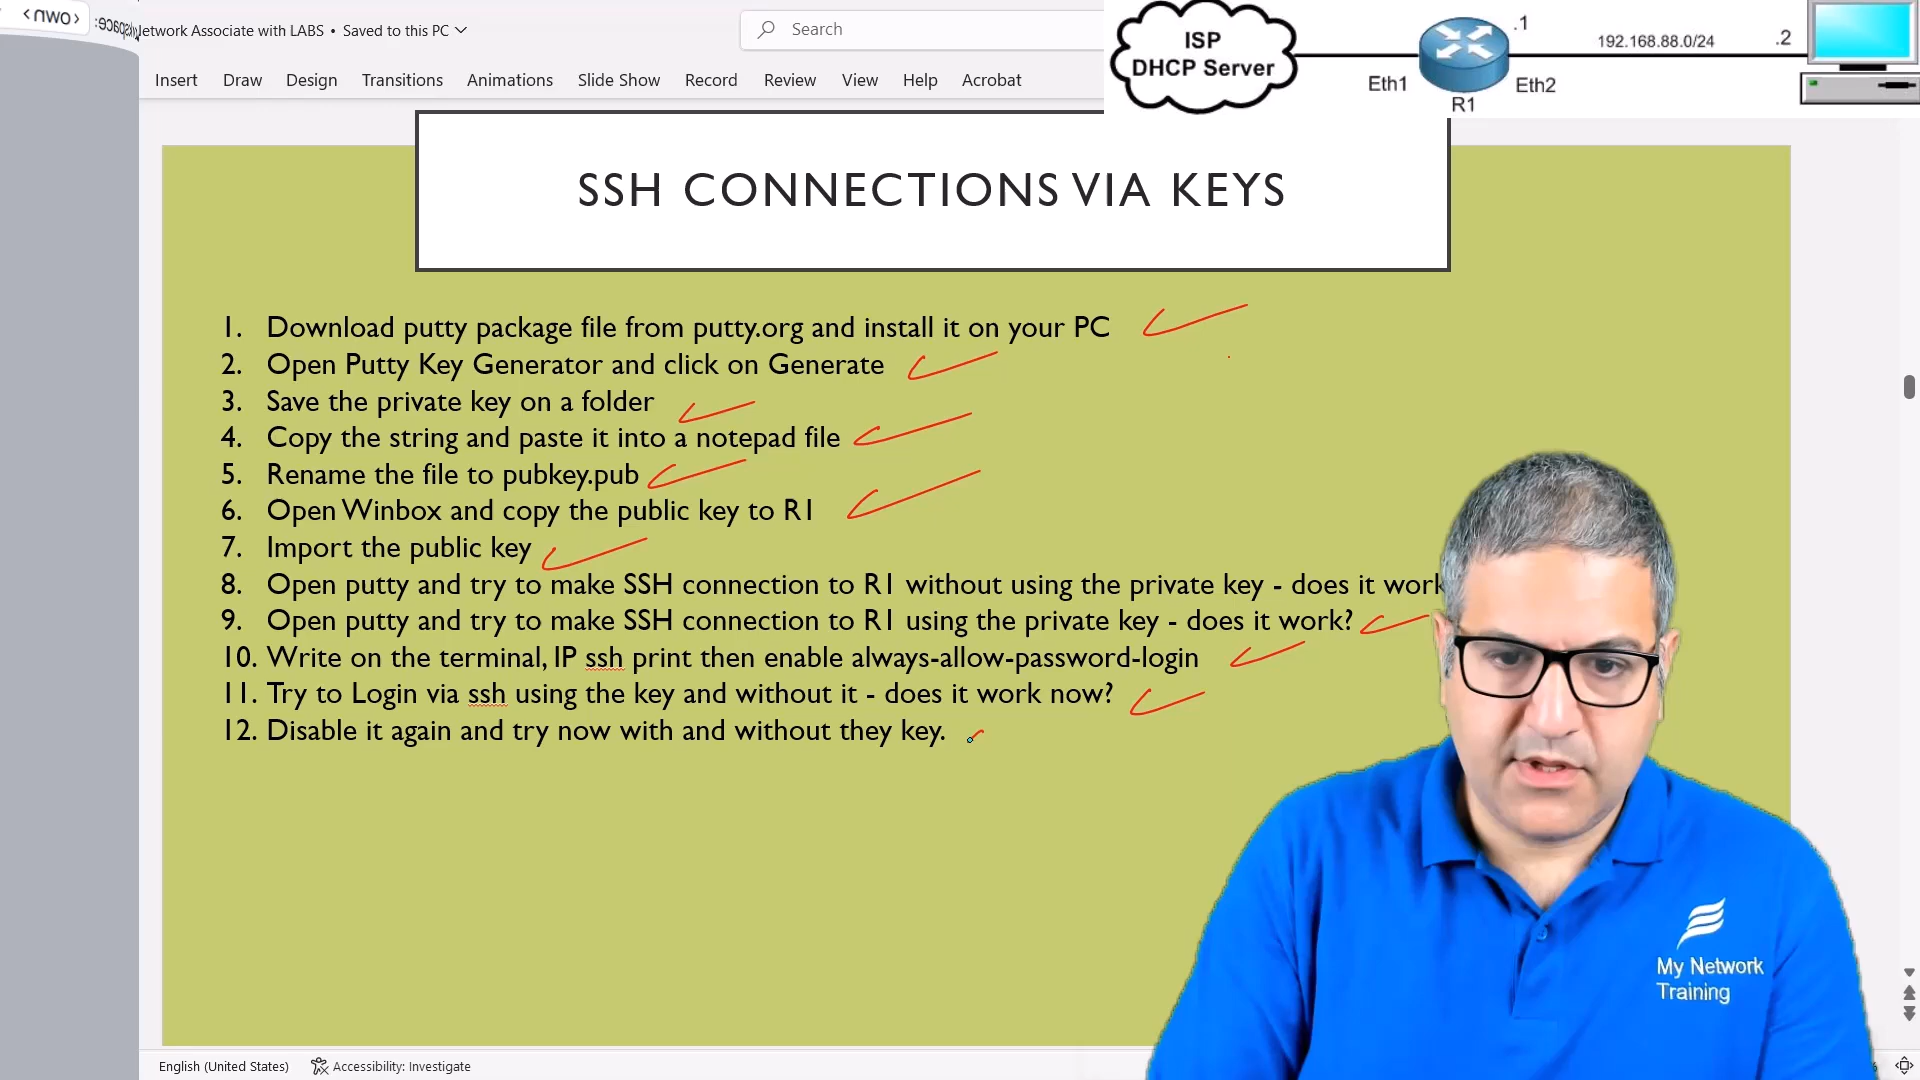 ‹ own ›
etwork Associate with LABS • Saved to this PC
Search
Insert Draw Design Transitions Animations Slide Show Record Review View Help Acrobat
ISP
DHCP Server
Eth1
R1
.1
Eth2
192.168.88.0/24
.2
SSH CONNECTIONS VIA KEYS
1. Download putty package file from putty.org and install it on your PC
2. Open Putty Key Generator and click on Generate
3. Save the private key on a folder
4. Copy the string and paste it into a notepad file
5. Rename the file to pubkey.pub
6. Open Winbox and copy the public key to R1
7. Import the public key
8. Open putty and try to make SSH connection to R1 without using the private key - does it work
9. Open putty and try to make SSH connection to R1 using the private key - does it work?
10. Write on the terminal, IP ssh print then enable always-allow-password-login
11. Try to Login via ssh using the key and without it - does it work now?
12. Disable it again and try now with and without they key.
My Network
Training
English (United States) Accessibility: Investigate